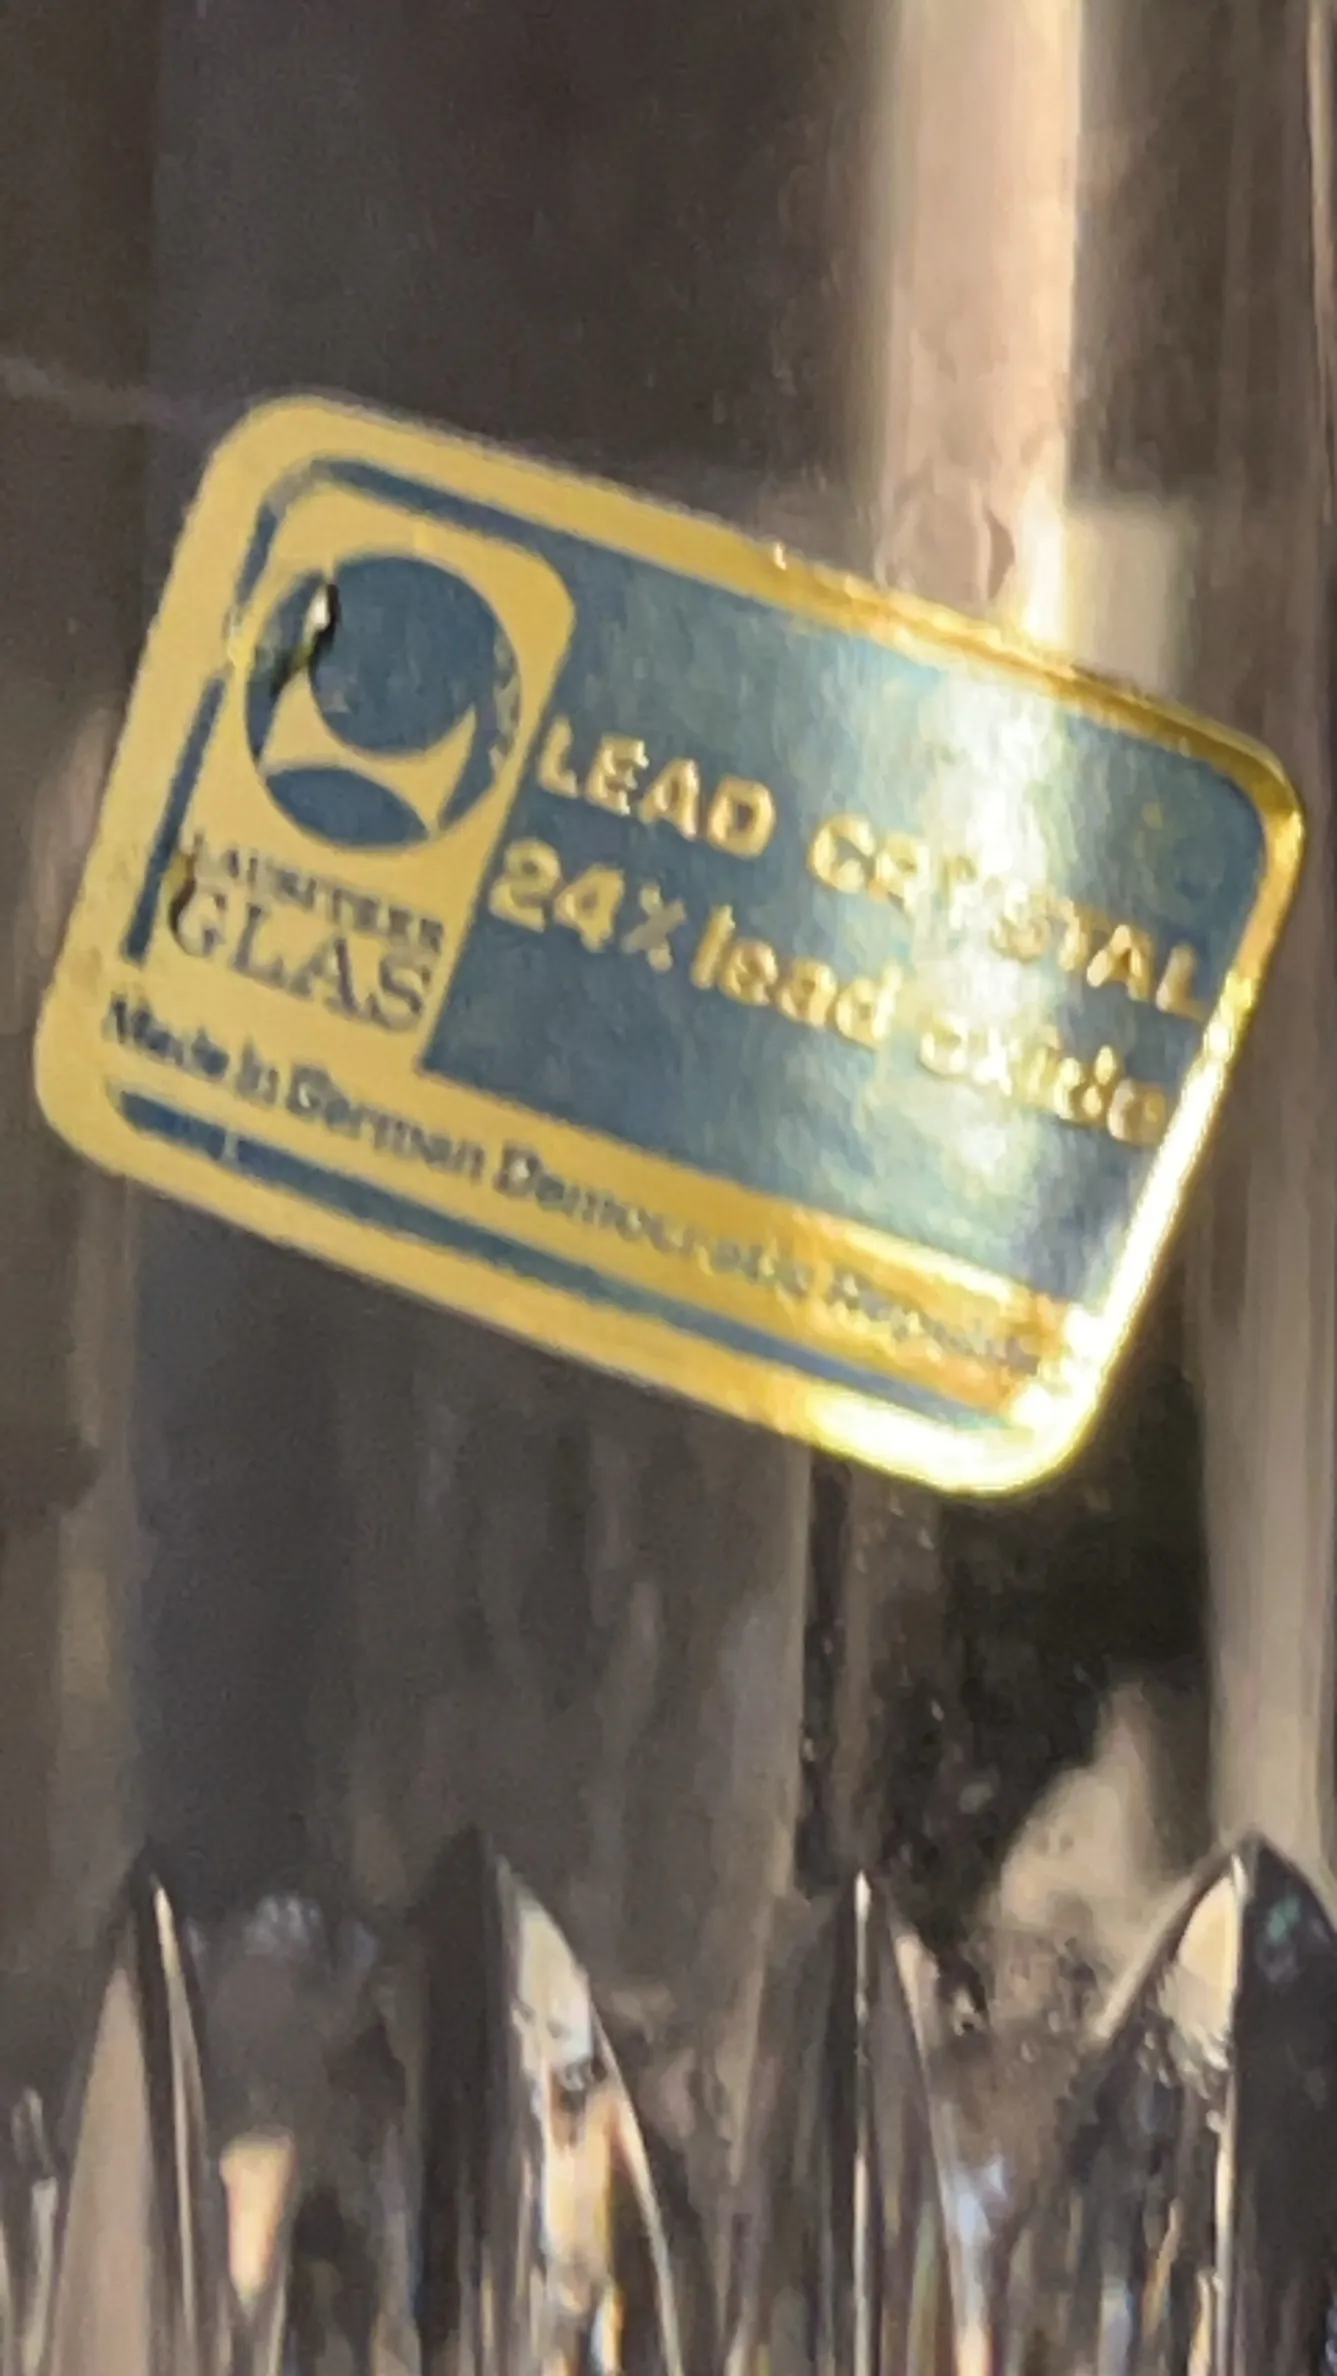 LAUSITZER
GLAS
LEAD CRYSTAL
24% lead oxide
Made in German Democratic Republic